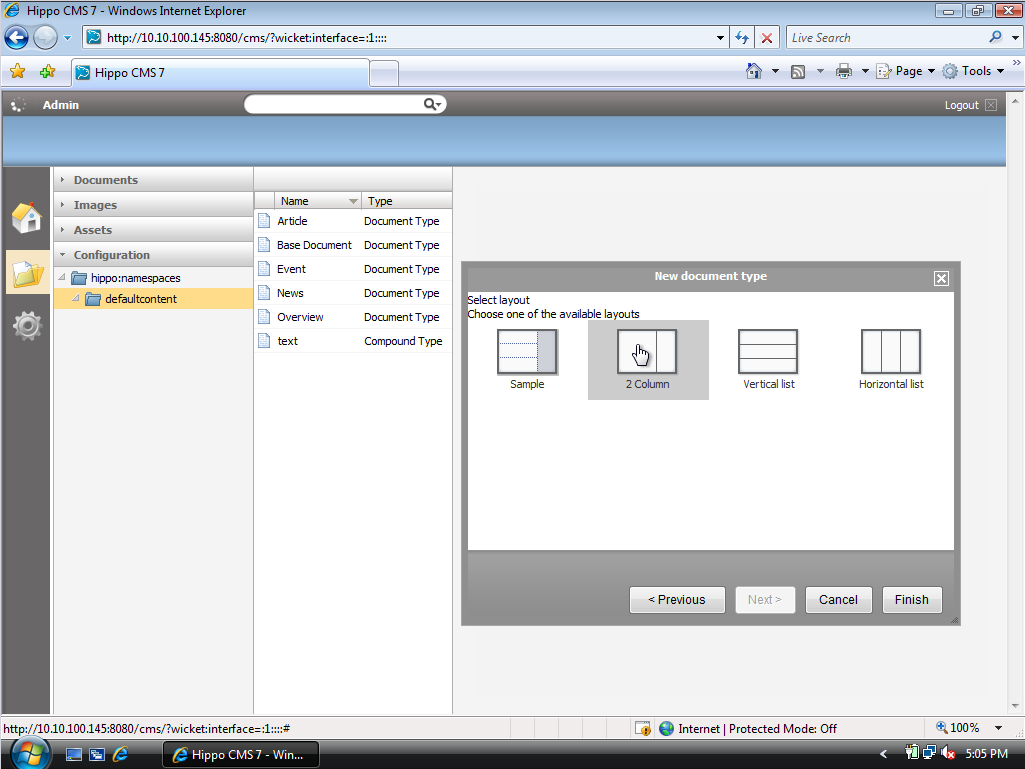 Hippo CMS 7 - Windows Internet Explorer
http://10.10.100.145:8080/cms/?wicket:interface=:1::::
Live Search
Hippo CMS 7
Page
Tools
Admin
Logout
Documents
Images
Assets
Configuration
hippo:namespaces
defaultcontent
Name Type
Article Document Type
Base Document Document Type
Event Document Type
News Document Type
Overview Document Type
text Compound Type
New document type
Select layout
Choose one of the available layouts
Sample 2 Column Vertical list Horizontal list
< Previous Next > Cancel Finish
http://10.10.100.145:8080/cms/?wicket:interface=:1::::#
Internet | Protected Mode: Off
100%
Hippo CMS 7 - Win...
5:05 PM